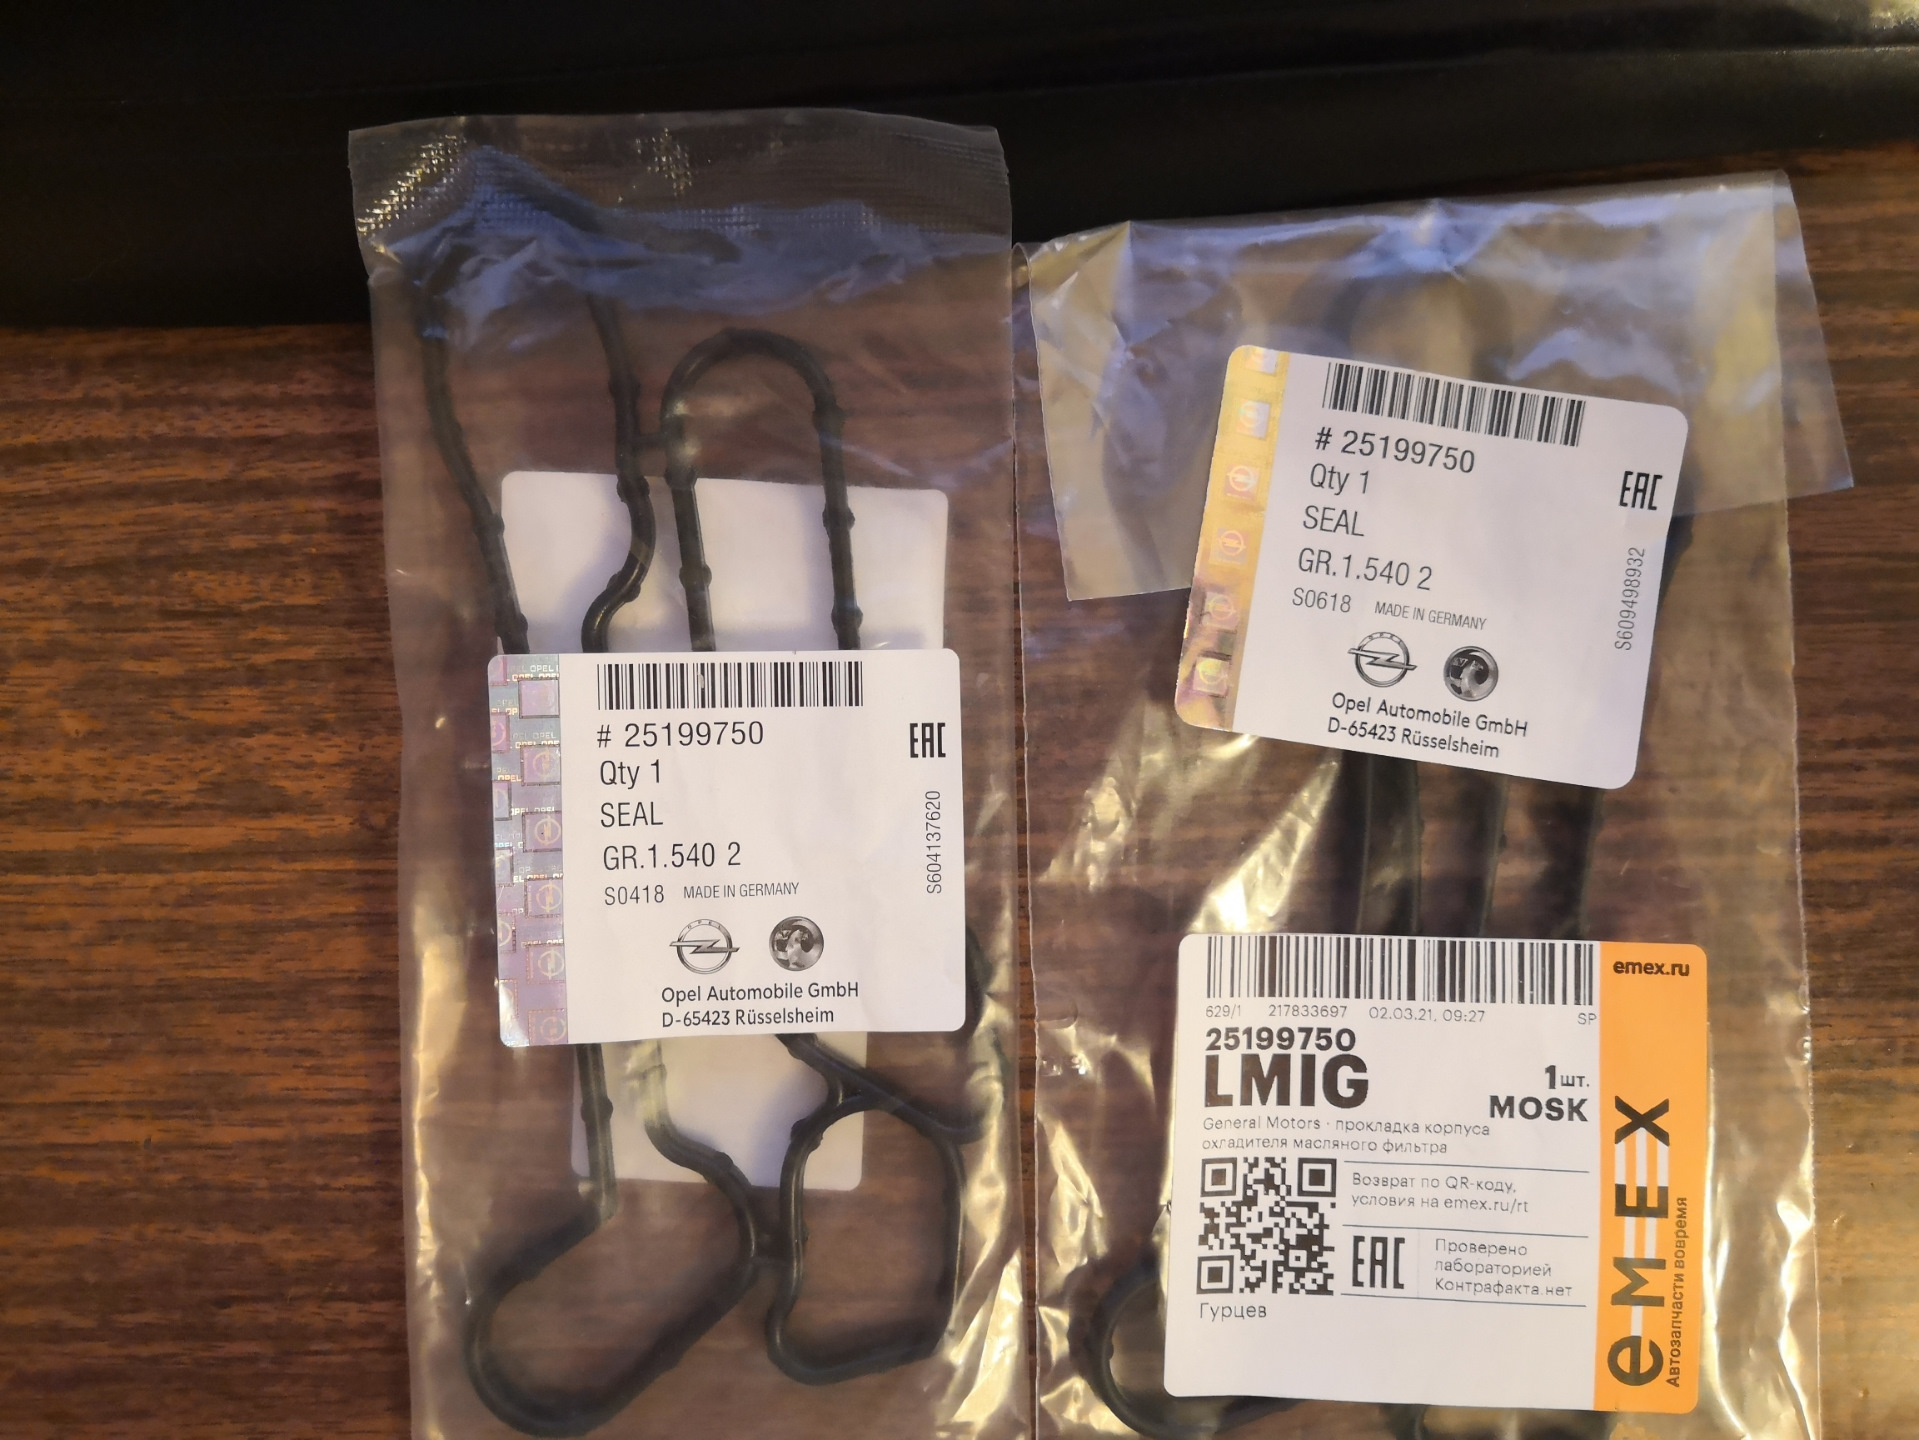 # 25199750
Qty 1
SEAL
GR.1.540 2
S0418 MADE IN GERMANY
EAC
S604137620
OPEL
Opel Automobile GmbH
D-65423 Rüsselsheim
# 25199750
Qty 1
SEAL
GR.1.540 2
S0618 MADE IN GERMANY
EAC
S609498932
OPEL
Opel Automobile GmbH
D-65423 Rüsselsheim
629/1 217833697 02.03.21, 09:27 SP
25199750
LMIG
1шт.
MOSK
General Motors · прокладка корпуса
охладителя масляного фильтра
Возврат по QR-коду,
условия на emex.ru/rt
EAC
Проверено
лабораторией
Контрафакта.нет
Гурцев
emex.ru
eMEX
Автозапчасти вовремя